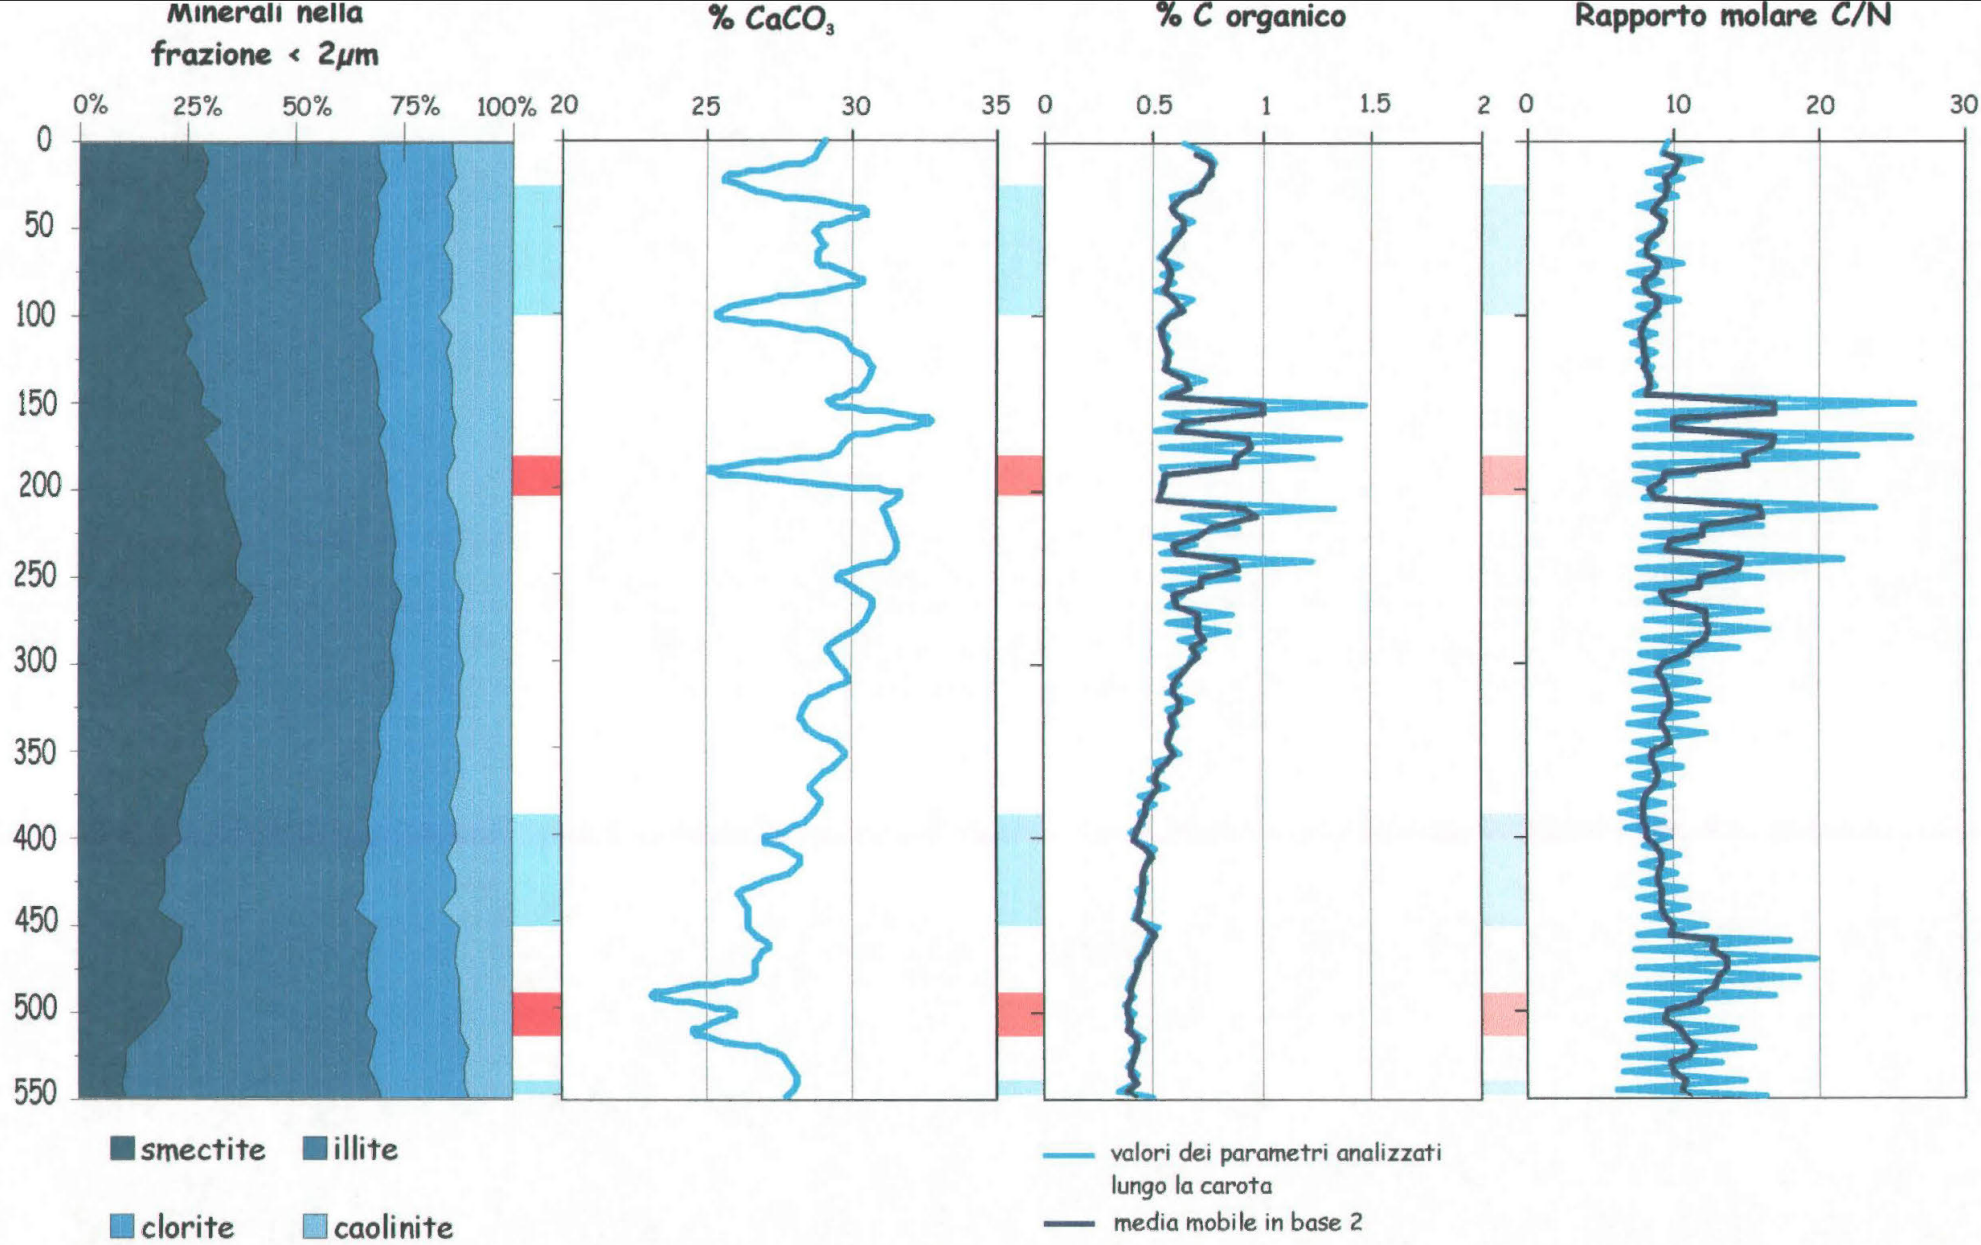 Minerali nella
frazione < 2µm
% CaCO₃
% C organico
Rapporto molare C/N
0% 25% 50% 75% 100% 20 25 30 35 0 0.5 1 1.5 2 0 10 20 30
0
50
100
150
200
250
300
350
400
450
500
550
smectite illite
clorite caolinite
valori dei parametri analizzati
lungo la carota
media mobile in base 2